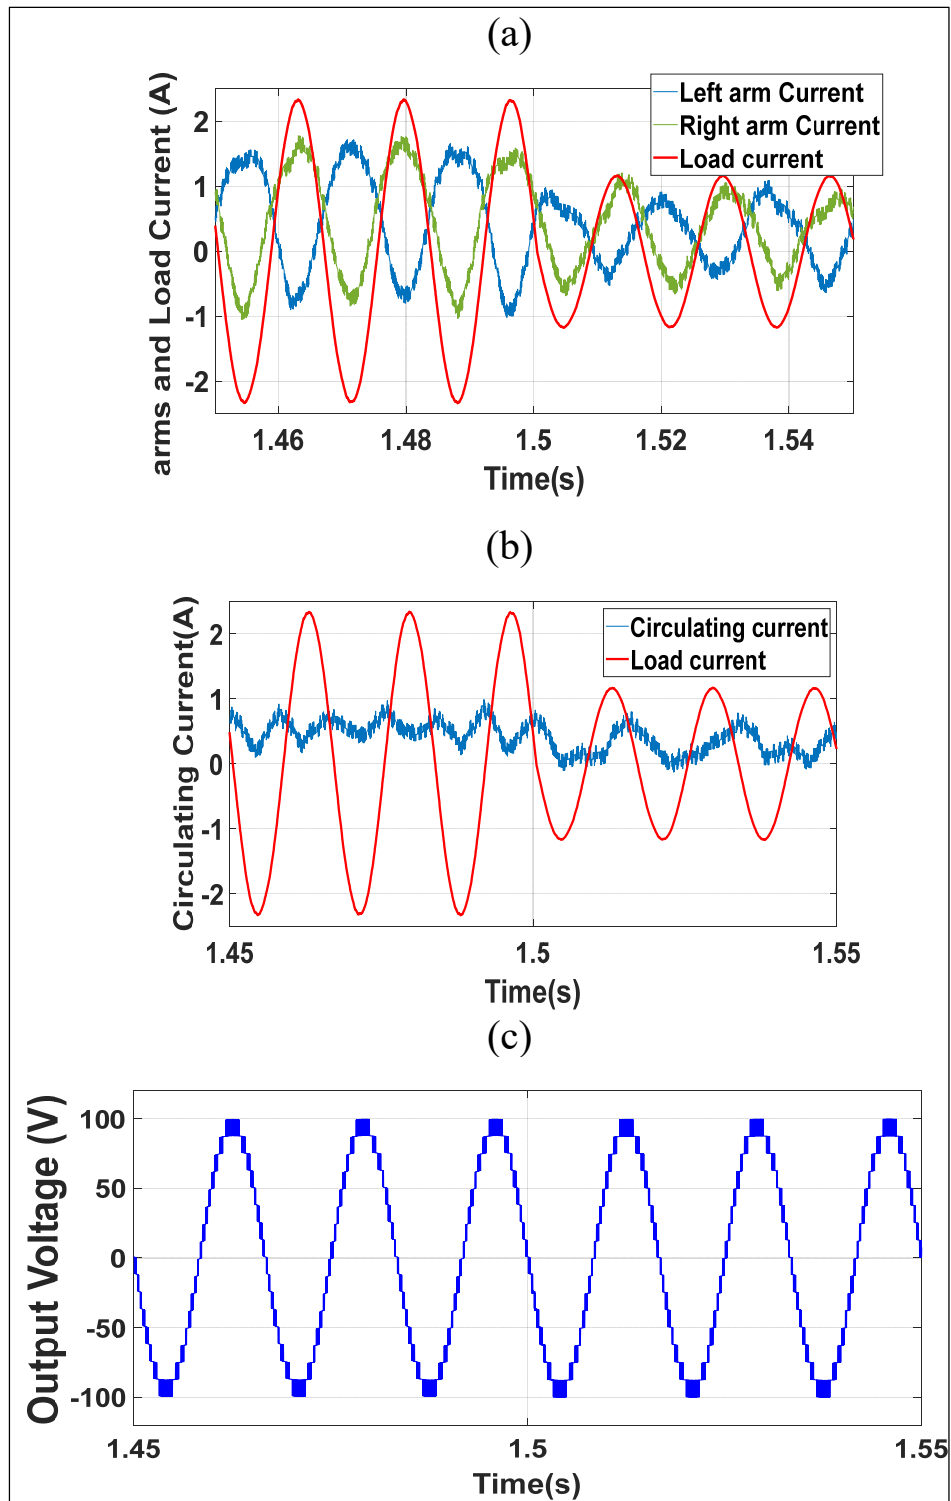 (a)
arms and Load Current (A)
2
1
0
-1
-2
Left arm Current
Right arm Current
Load current
1.46 1.48 1.5 1.52 1.54
Time(s)
(b)
Circulating Current(A)
2
1
0
-1
-2
Circulating current
Load current
1.45 1.5 1.55
Time(s)
(c)
Output Voltage (V)
100
50
0
-50
-100
1.45 1.5 1.55
Time(s)